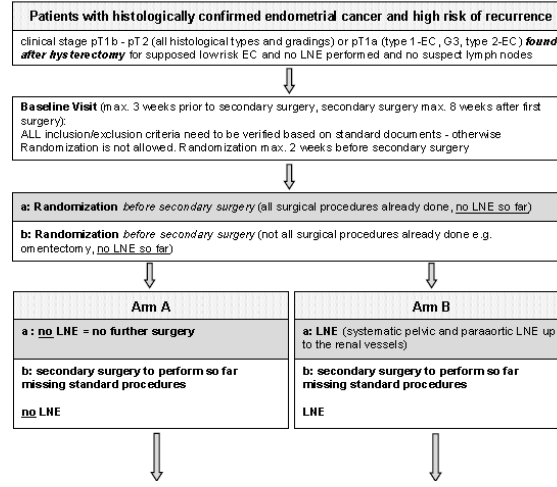 Patients with histologically confirmed endometrial cancer and high risk of recurrence
clinical stage pT1b - pT2 (all histological types and gradings) or pT1a (type 1-EC, G3, type 2-EC) found
after hysterectomy for supposed lowrisk EC and no LNE performed and no suspect lymph nodes
Baseline Visit (max. 3 weeks prior to secondary surgery, secondary surgery max. 8 weeks after first
surgery):
ALL inclusion/exclusion criteria need to be verified based on standard documents - otherwise
Randomization is not allowed. Randomization max. 2 weeks before secondary surgery
a: Randomization before secondary surgery (all surgical procedures already done, no LNE so far)
b: Randomization before secondary surgery (not all surgical procedures already done e.g.
omentectomy, no LNE so far)
Arm A
a : no LNE = no further surgery
b: secondary surgery to perform so far
missing standard procedures
no LNE
Arm B
a: LNE (systematic pelvic and paraaortic LNE up
to the renal vessels)
b: secondary surgery to perform so far
missing standard procedures
LNE